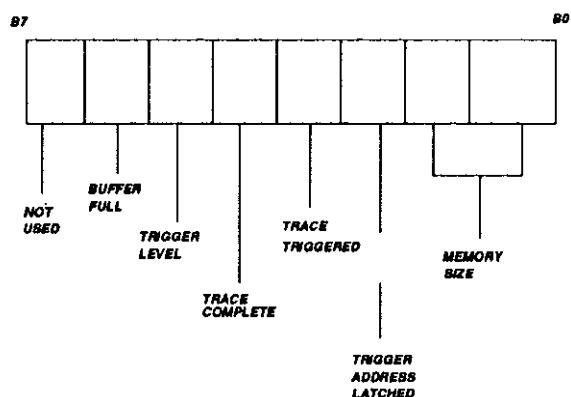 B7 B0
NOT
USED
BUFFER
FULL
TRIGGER
LEVEL
TRACE
COMPLETE
TRACE
TRIGGERED
TRIGGER
ADDRESS
LATCHED
MEMORY
SIZE